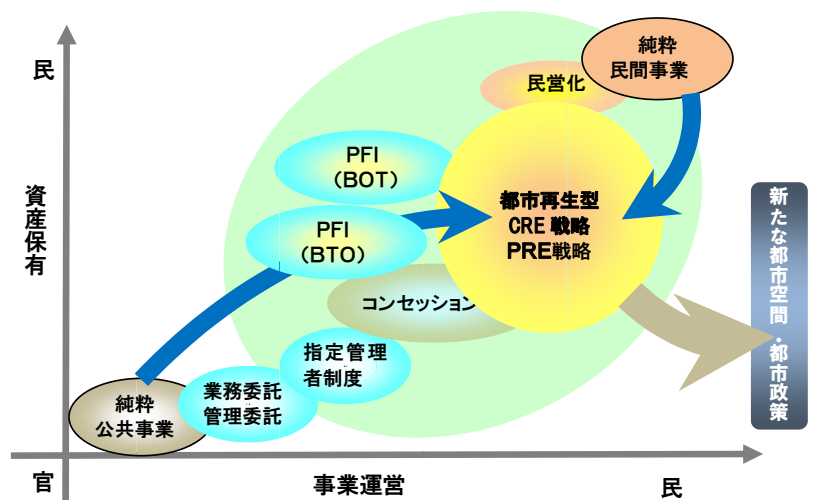 民
資産保有
官
事業運営
民
純粋
民間事業
民営化
PFI
(BOT)
PFI
(BTO)
都市再生型
CRE 戦略
PRE戦略
コンセッション
指定管理
者制度
業務委託
管理委託
純粋
公共事業
新たな都市空間・都市政策